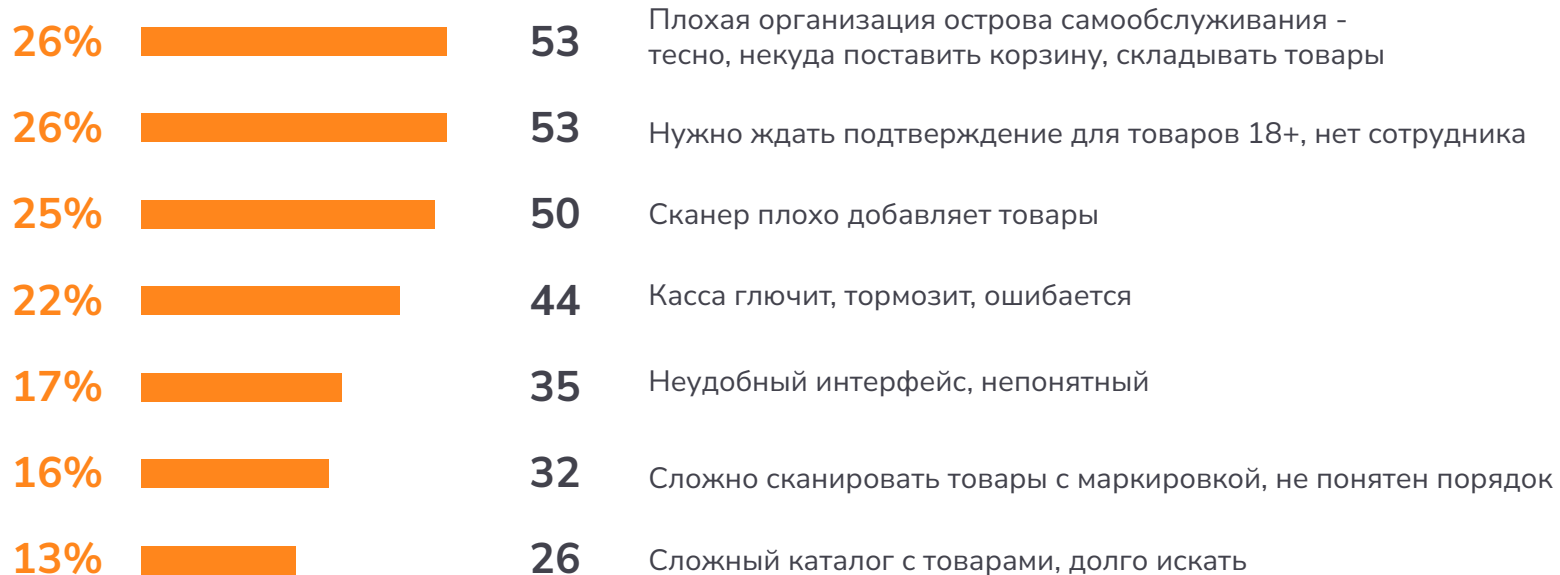 26% 53 Плохая организация острова самообслуживания -
тесно, некуда поставить корзину, складывать товары
26% 53 Нужно ждать подтверждение для товаров 18+, нет сотрудника
25% 50 Сканер плохо добавляет товары
22% 44 Касса глючит, тормозит, ошибается
17% 35 Неудобный интерфейс, непонятный
16% 32 Сложно сканировать товары с маркировкой, не понятен порядок
13% 26 Сложный каталог с товарами, долго искать